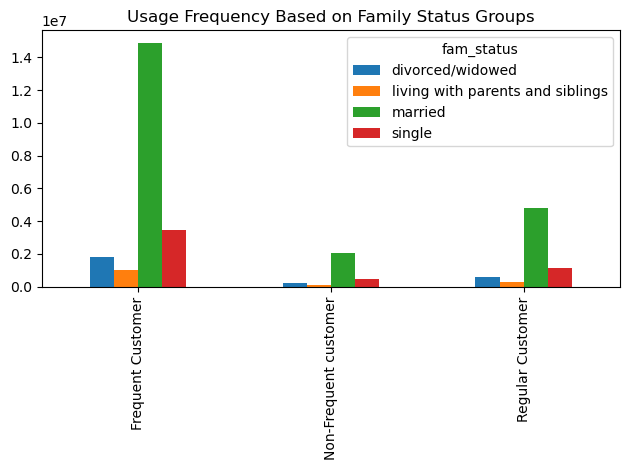 Usage Frequency Based on Family Status Groups
1e7
fam_status
divorced/widowed
living with parents and siblings
married
single
1.4
1.2
1.0
0.8
0.6
0.4
0.2
0.0
Frequent Customer
Non-Frequent customer
Regular Customer